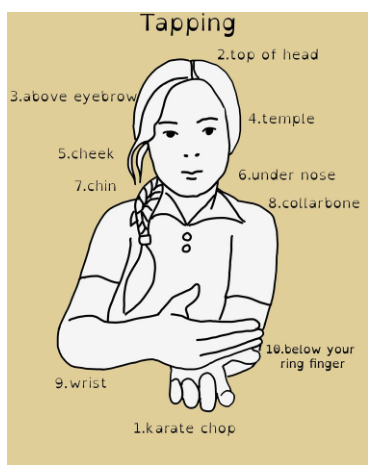 Tapping
2.top of head
3.above eyebrow
4.temple
5.cheek
6.under nose
7.chin
8.collarbone
10.below your
ring finger
9.wrist
1.karate chop